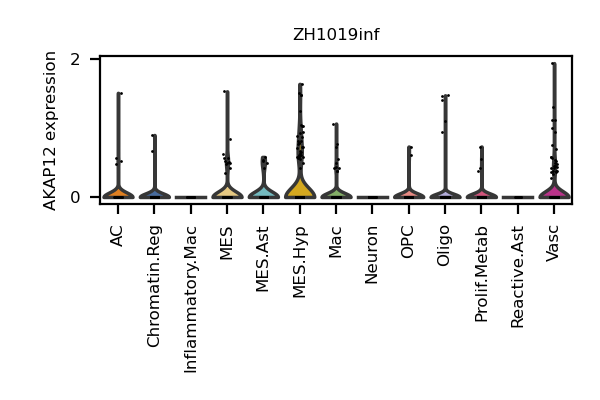 ZH1019inf
AKAP12 expression
2
0
AC
Chromatin.Reg
Inflammatory.Mac
MES
MES.Ast
MES.Hyp
Mac
Neuron
OPC
Oligo
Prolif.Metab
Reactive.Ast
Vasc